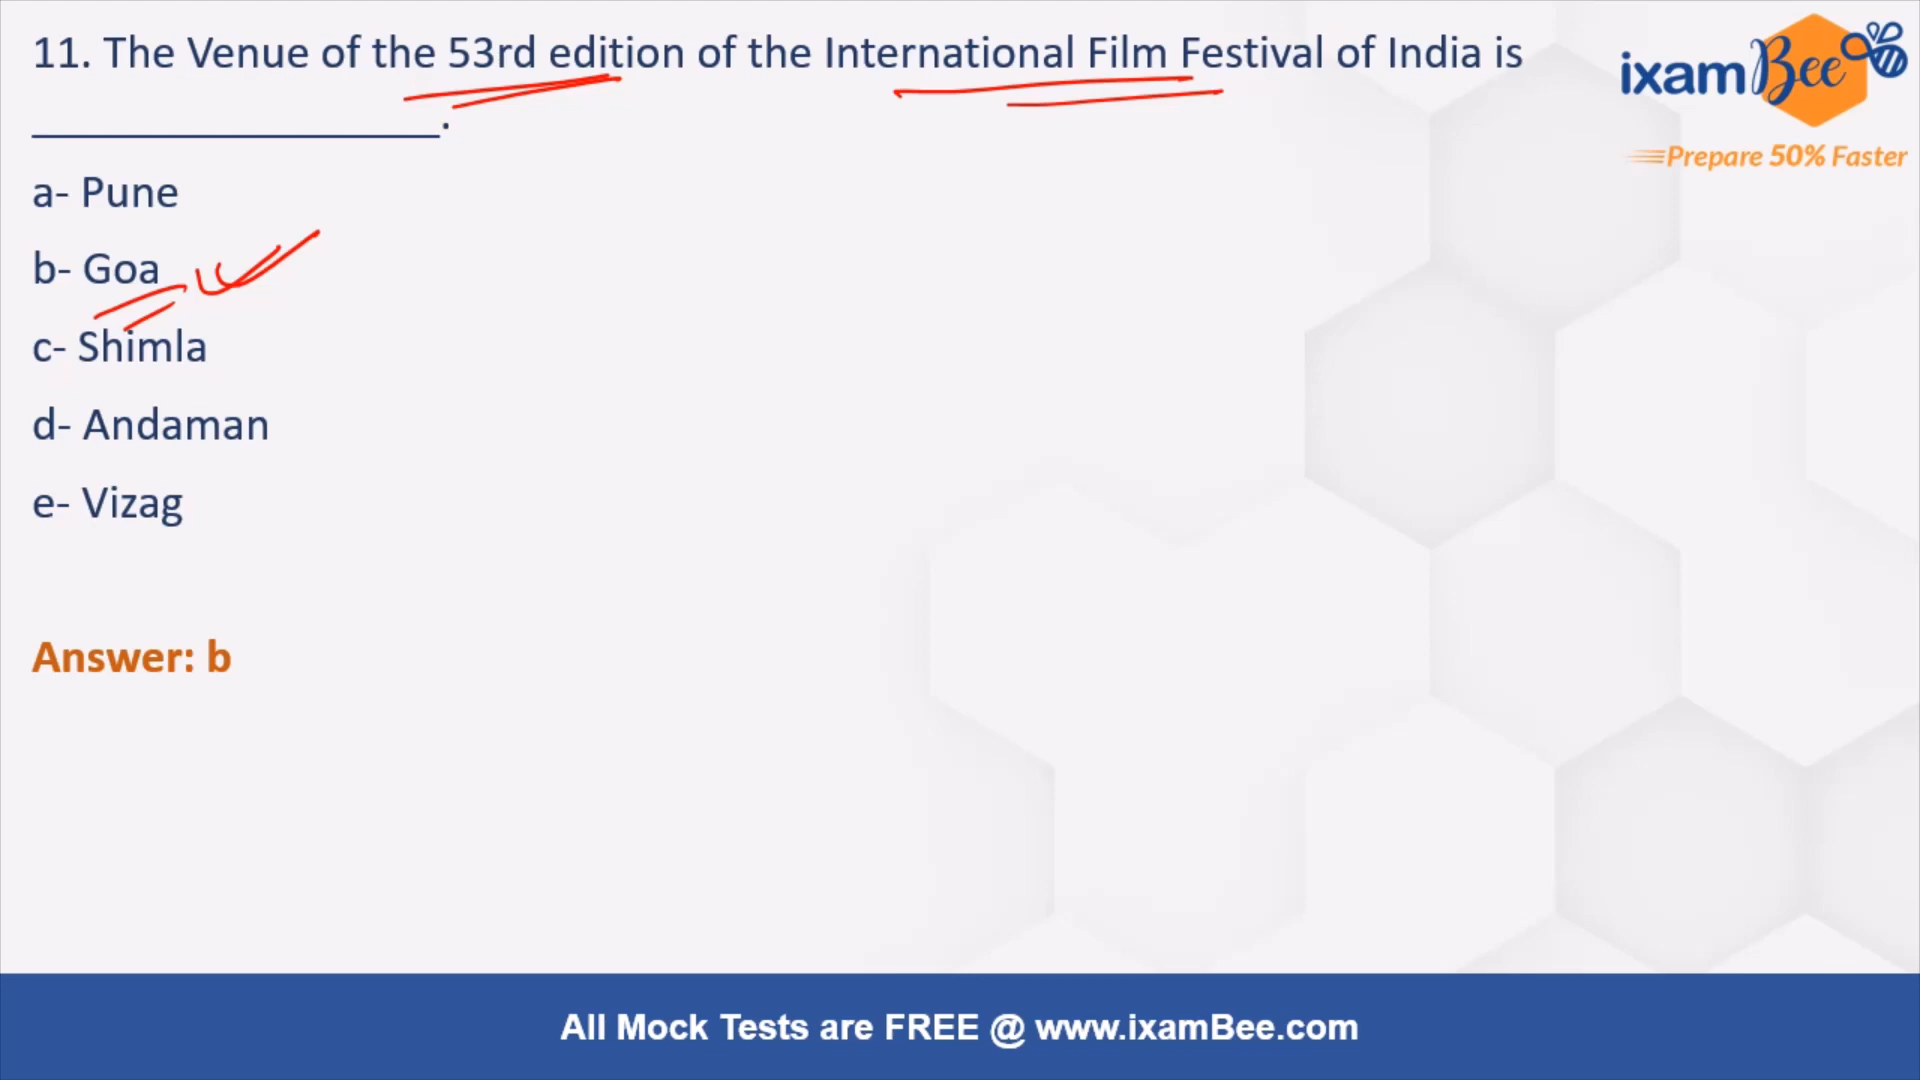 11. The Venue of the 53rd edition of the International Film Festival of India is
__________________.
a- Pune
b- Goa
c- Shimla
d- Andaman
e- Vizag
Answer: b
ixamBee
Prepare 50% Faster
All Mock Tests are FREE @ www.ixamBee.com